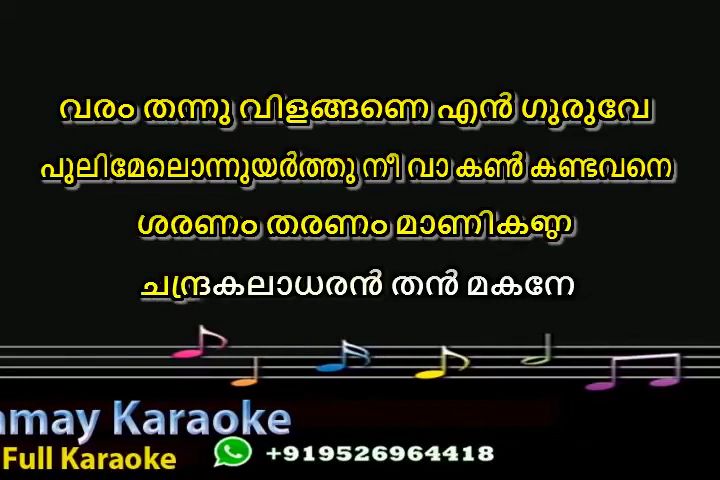 വരം തന്നു വിളങ്ങണെ എൻ ഗുരുവേ
പുലിമേലൊന്നുയർത്തു നീ വാ കൺ കണ്ടവനെ
ശരണം തരണം മാണികണ്ഠ
ചന്ദ്രകലാധരൻ തൻ മകനേ
amay Karaoke
Full Karaoke
+919526964418